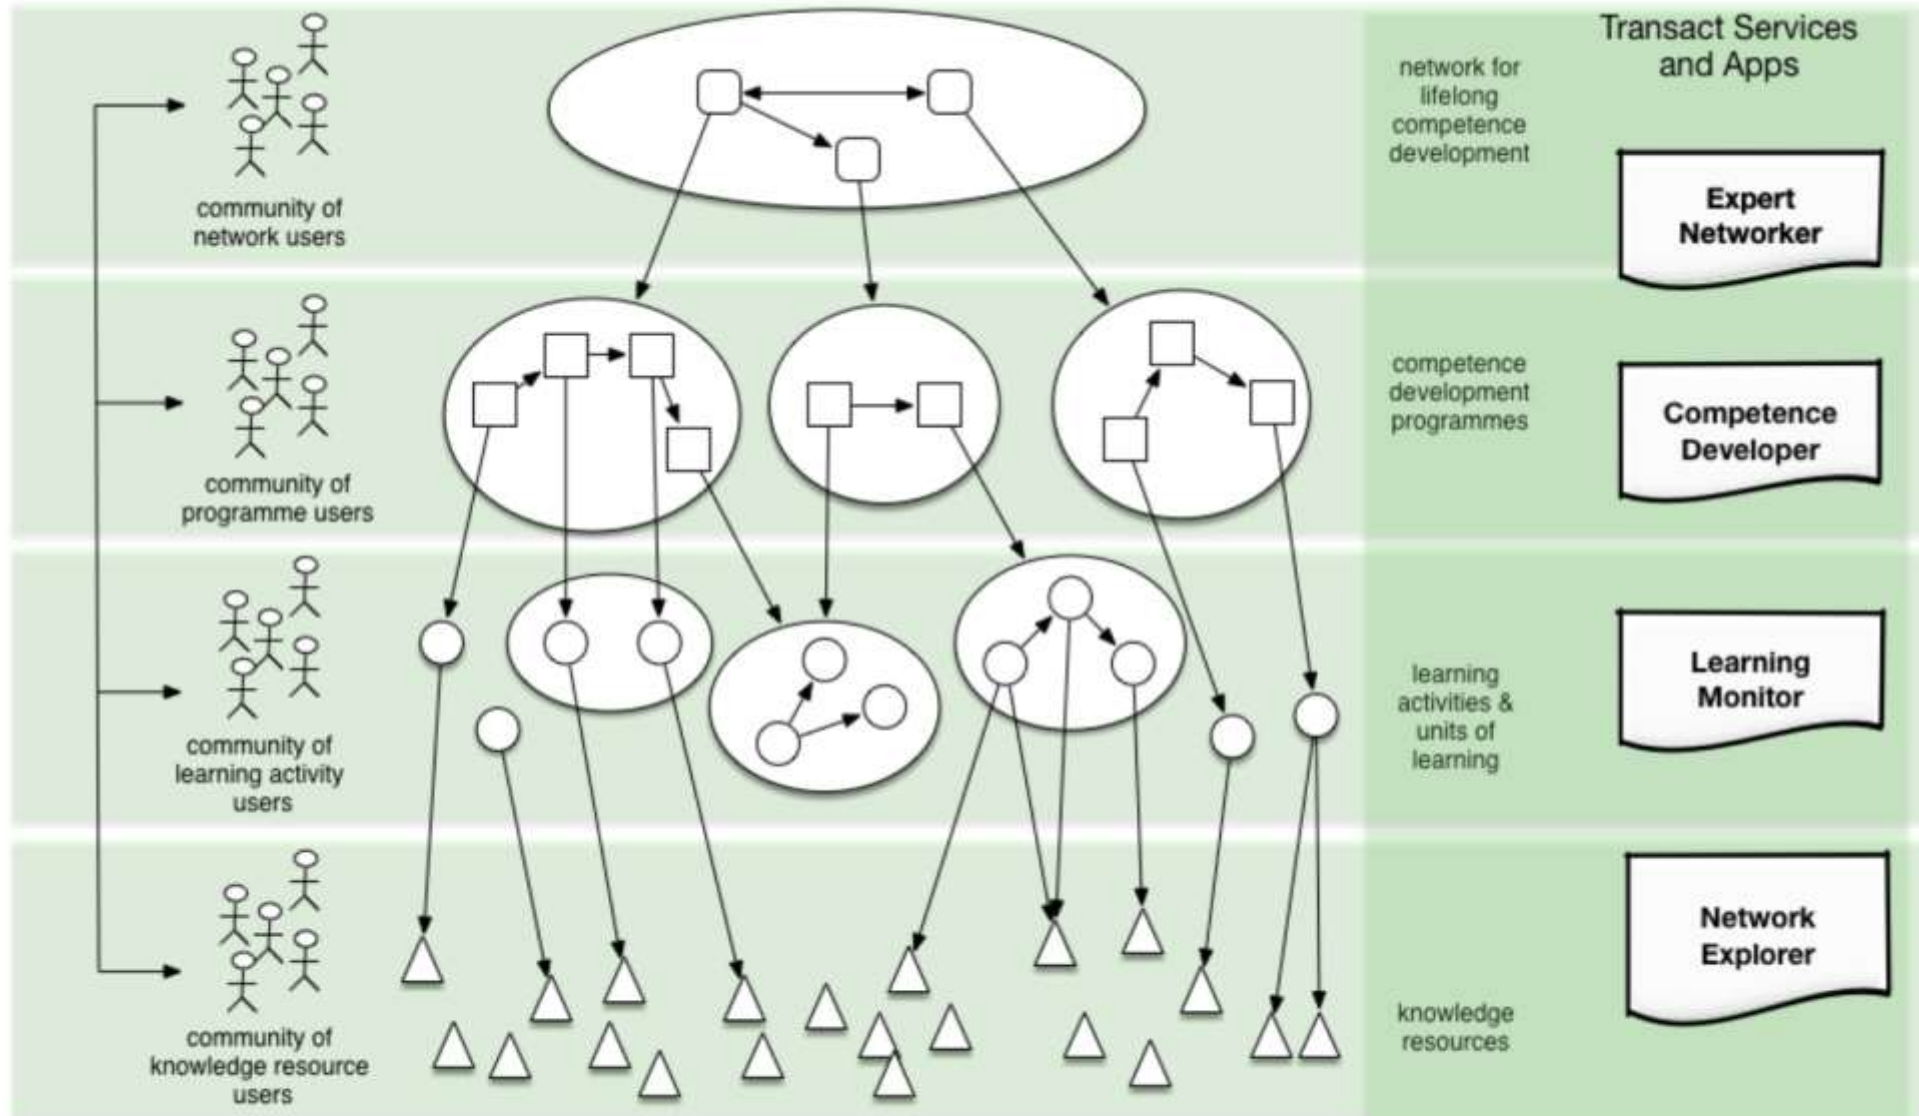 Transact Services
and Apps
network for
lifelong
competence
development
Expert
Networker
community of
network users
competence
development
programmes
Competence
Developer
community of
programme users
learning
activities &
units of
learning
Learning
Monitor
community of
learning activity
users
Network
Explorer
knowledge
resources
community of
knowledge resource
users